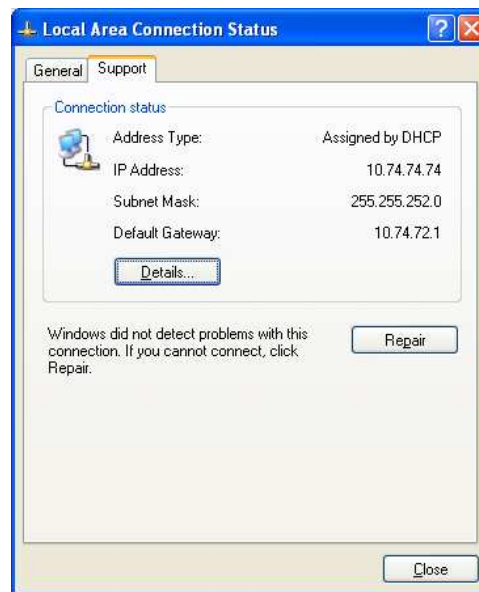 Local Area Connection Status
General Support
Connection status
Address Type: Assigned by DHCP
IP Address: 10.74.74.74
Subnet Mask: 255.255.252.0
Default Gateway: 10.74.72.1
Details...
Windows did not detect problems with this
connection. If you cannot connect, click
Repair.
Repair
Close